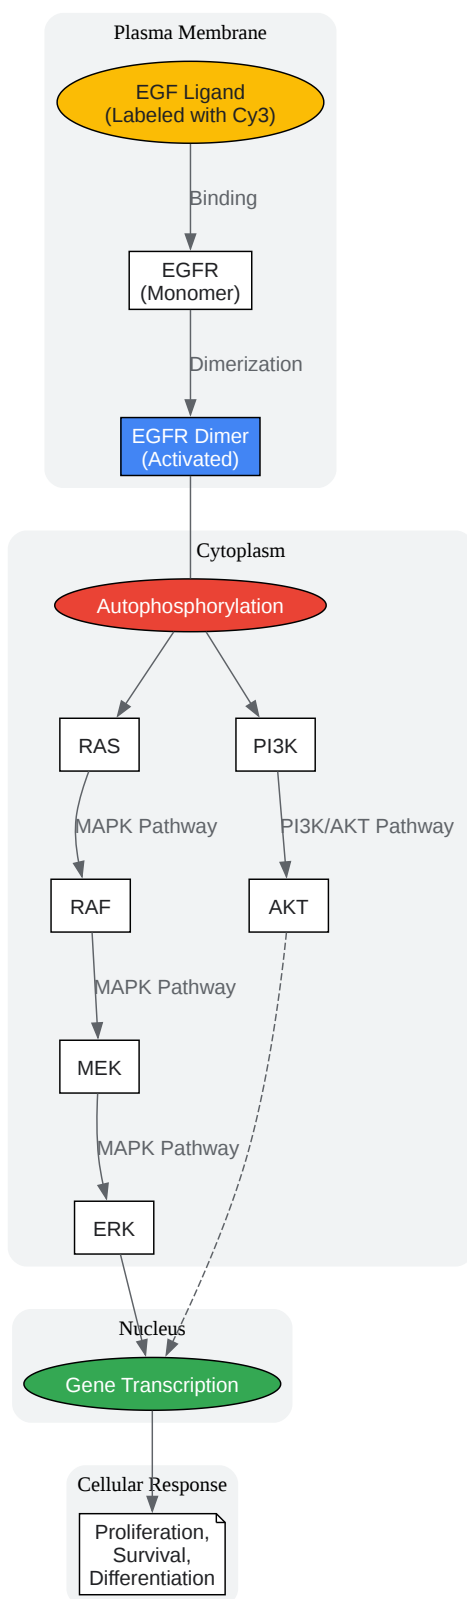 Plasma Membrane
EGF Ligand
(Labeled with Cy3)
Binding
EGFR
(Monomer)
Dimerization
EGFR Dimer
(Activated)
Cytoplasm
Autophosphorylation
RAS
PI3K
MAPK Pathway
PI3K/AKT Pathway
RAF
AKT
MAPK Pathway
MEK
MAPK Pathway
ERK
Nucleus
Gene Transcription
Cellular Response
Proliferation,
Survival,
Differentiation